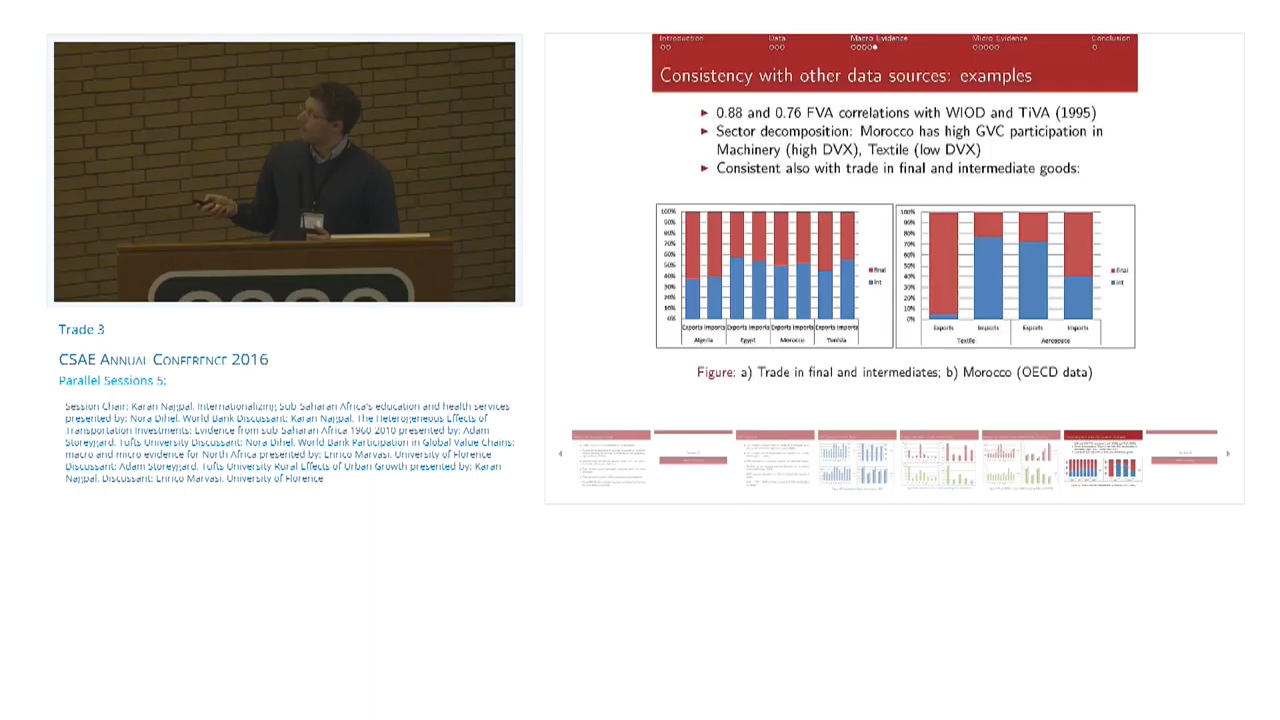 Trade 3
CSAE Annual Conference 2016
Parallel Sessions 5:
Session Chair: Karan Nagpal. Internationalizing Sub Saharan Africa's education and health services
presented by: Nora Dihel. World Bank Discussant: Karan Nagpal. The Heterogeneous Effects of
Transportation Investments: Evidence from sub Saharan Africa 1960 2010 presented by: Adam
Storeygard. Tufts University Discussant: Nora Dihel. World Bank Participation in Global Value Chains:
macro and micro evidence for North Africa presented by: Enrico Marvasi. University of Florence
Discussant: Adam Storeygard. Tufts University Rural Effects of Urban Growth presented by: Karan
Nagpal. Discussant: Enrico Marvasi. University of Florence
Introduction Data Macro Evidence Micro Evidence Conclusion
Consistency with other data sources: examples
► 0.88 and 0.76 FVA correlations with WIOD and TiVA (1995)
► Sector decomposition: Morocco has high GVC participation in
Machinery (high DVX), Textile (low DVX)
► Consistent also with trade in final and intermediate goods:
100%
90%
80%
70%
60%
50%
40%
30%
20%
10%
0%
Exports Imports Exports Imports Exports Imports Exports Imports
Algeria Egypt Morocco Tunisia
final
int
100%
90%
80%
70%
60%
50%
40%
30%
20%
10%
0%
Exports Imports Exports Imports
Textile Aerospace
final
int
Figure: a) Trade in final and intermediates; b) Morocco (OECD data)